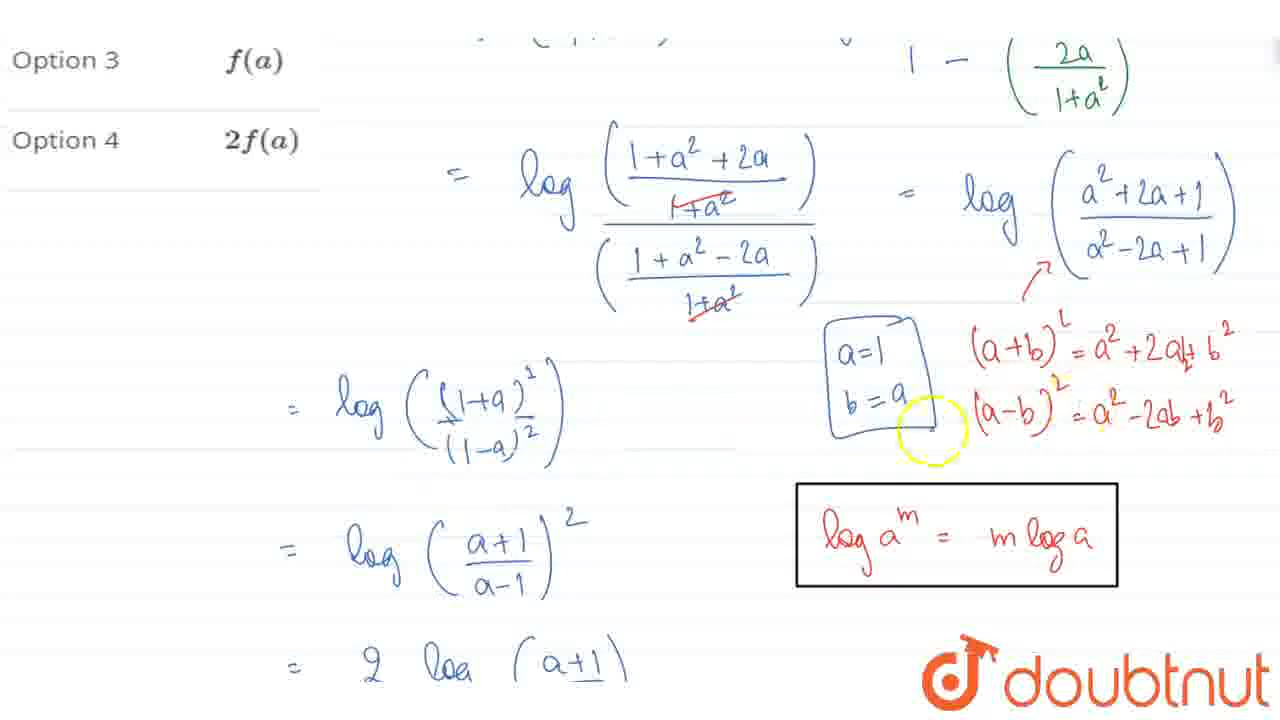 Option 3 f(a)
1 - (2a / 1+a²)
Option 4 2f(a)
= log ((1+a²+2a / 1+a²) / (1+a²-2a / 1+a²)) = log (a²+2a+1 / a²-2a+1)
a=1
b=a
(a+b)² = a²+2ab+b²
(a-b)² = a²-2ab+b²
= log ((1+a)² / (1-a)²)
log aᵐ = m log a
= log (a+1 / a-1)²
= 2 log (a+1)
doubtnut